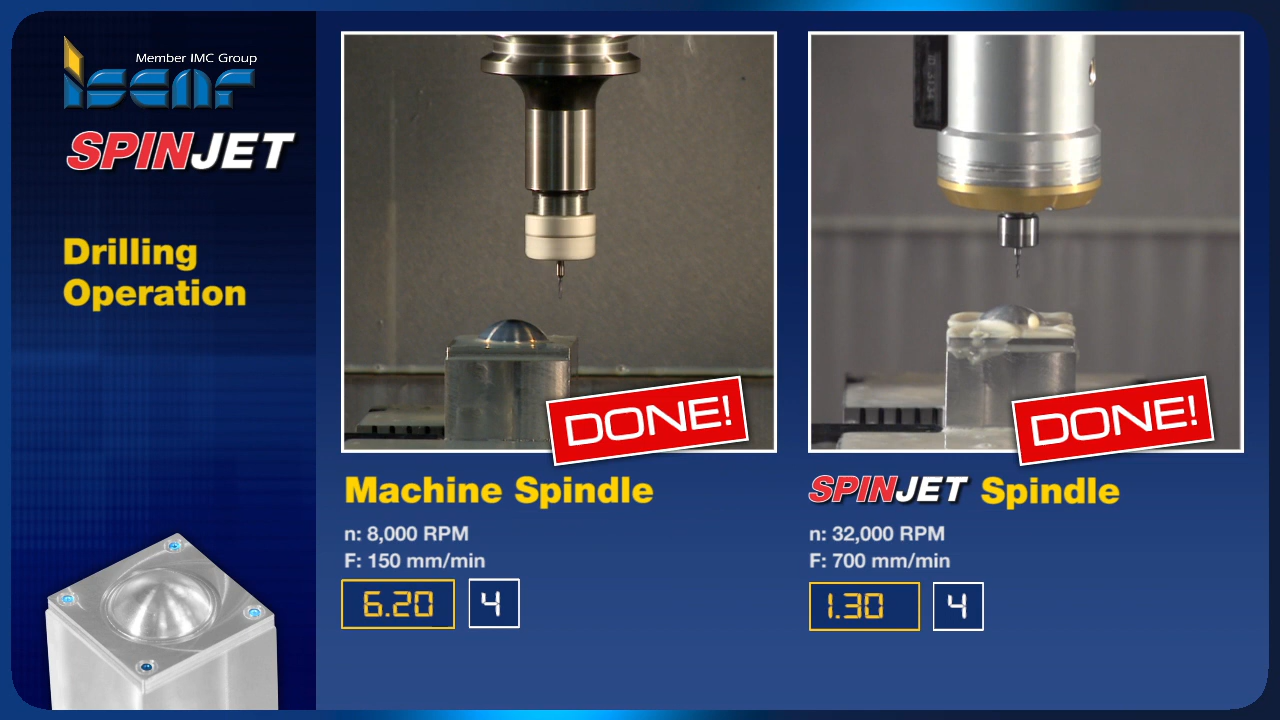 Member IMC Group
iscar
SPINJET
Drilling
Operation
DONE!
DONE!
Machine Spindle
n: 8,000 RPM
F: 150 mm/min
6.20 4
SPINJET Spindle
n: 32,000 RPM
F: 700 mm/min
1.30 4